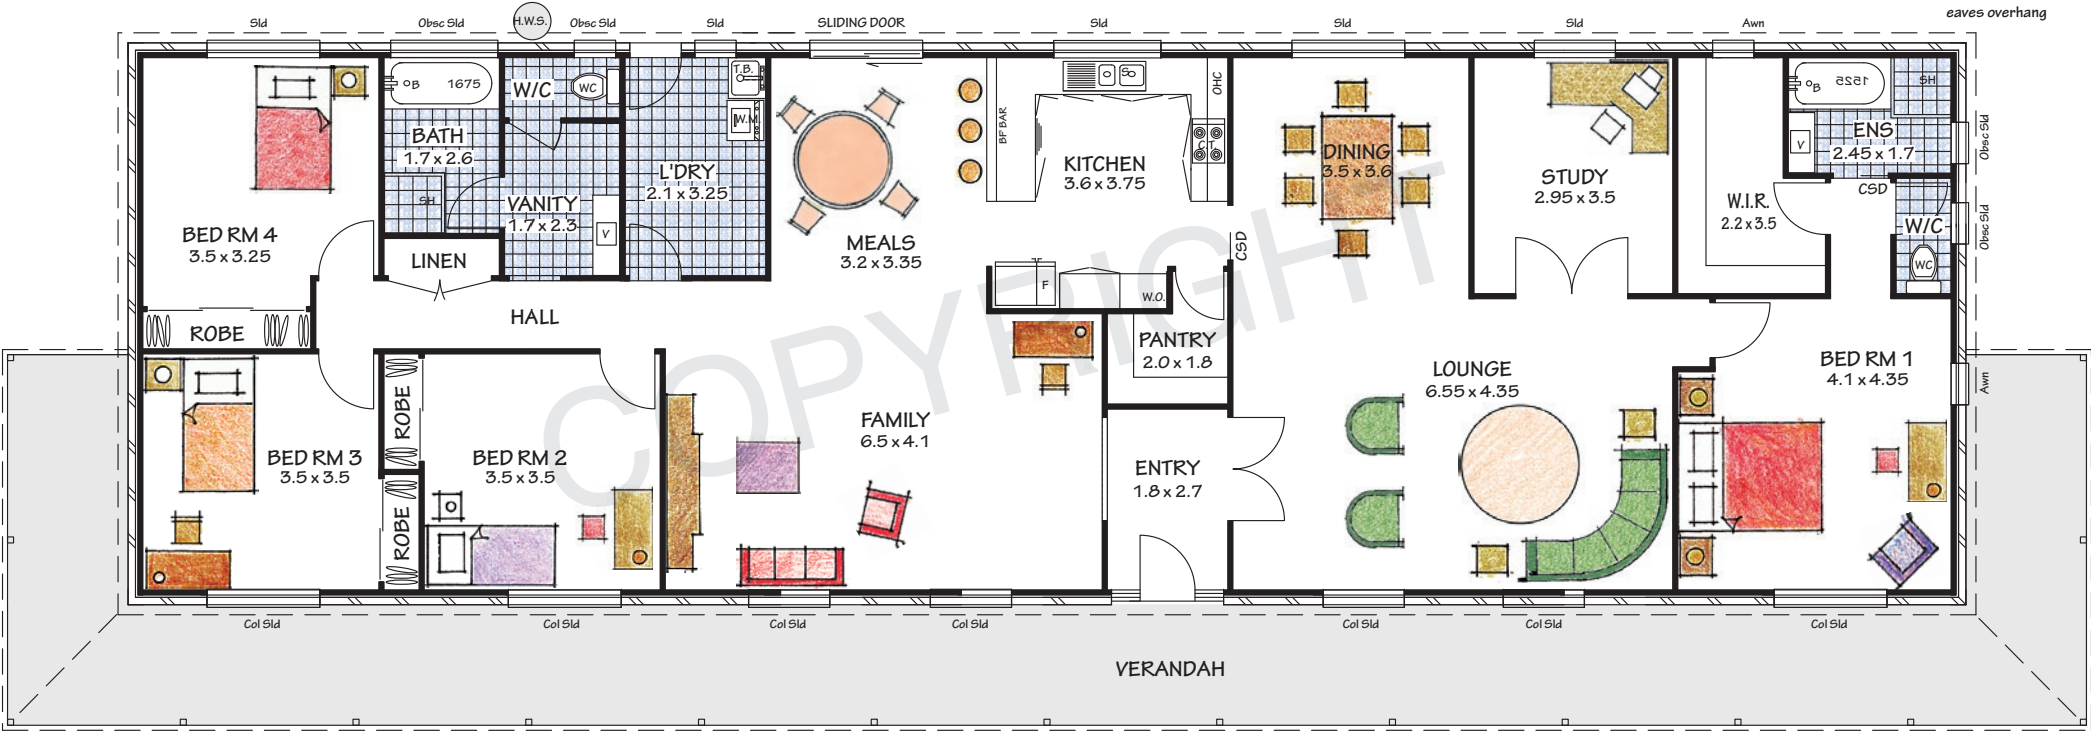 eaves overhang
Sld
Obsc Sld
H.W.S.
Obsc Sld
Sld
SLIDING DOOR
Sld
Sld
Sld
Awn
B
1675
W/C
WC
T.B.
W.M.
BATH
1.7 x 2.6
SH
VANITY
1.7 x 2.3
V
L'DRY
2.1 x 3.25
BED RM 4
3.5 x 3.25
LINEN
ROBE
HALL
MEALS
3.2 x 3.35
BF BAR
S
OHC
C.T.
KITCHEN
3.6 x 3.75
F
W.O.
CSD
PANTRY
2.0 x 1.8
DINING
3.5 x 3.6
STUDY
2.95 x 3.5
W.I.R.
2.2 x 3.5
B
1525
SH
V
ENS
2.45 x 1.7
CSD
W/C
WC
Obsc Sld
Obsc Sld
Awn
BED RM 3
3.5 x 3.5
ROBE
ROBE
BED RM 2
3.5 x 3.5
FAMILY
6.5 x 4.1
ENTRY
1.8 x 2.7
LOUNGE
6.55 x 4.35
BED RM 1
4.1 x 4.35
COPYRIGHT
Col Sld
Col Sld
Col Sld
Col Sld
Col Sld
Col Sld
Col Sld
VERANDAH